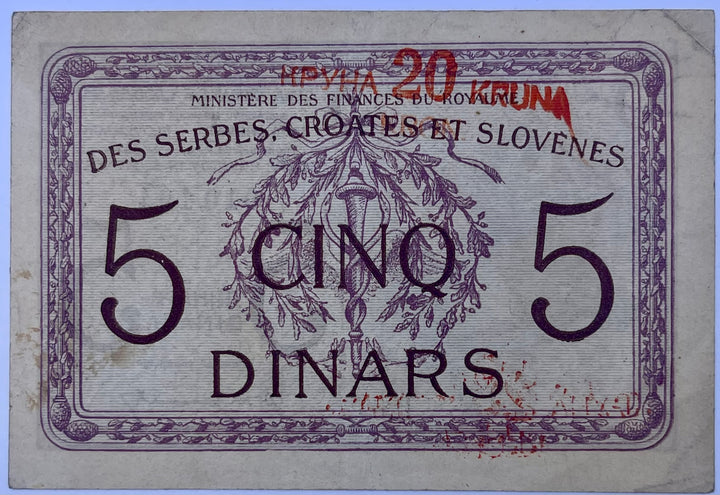 КРУНА 20 KRUNA
MINISTÈRE DES FINANCES DU ROYAUME
DES SERBES, CROATES ET SLOVÈNES
5 CINQ 5
DINARS